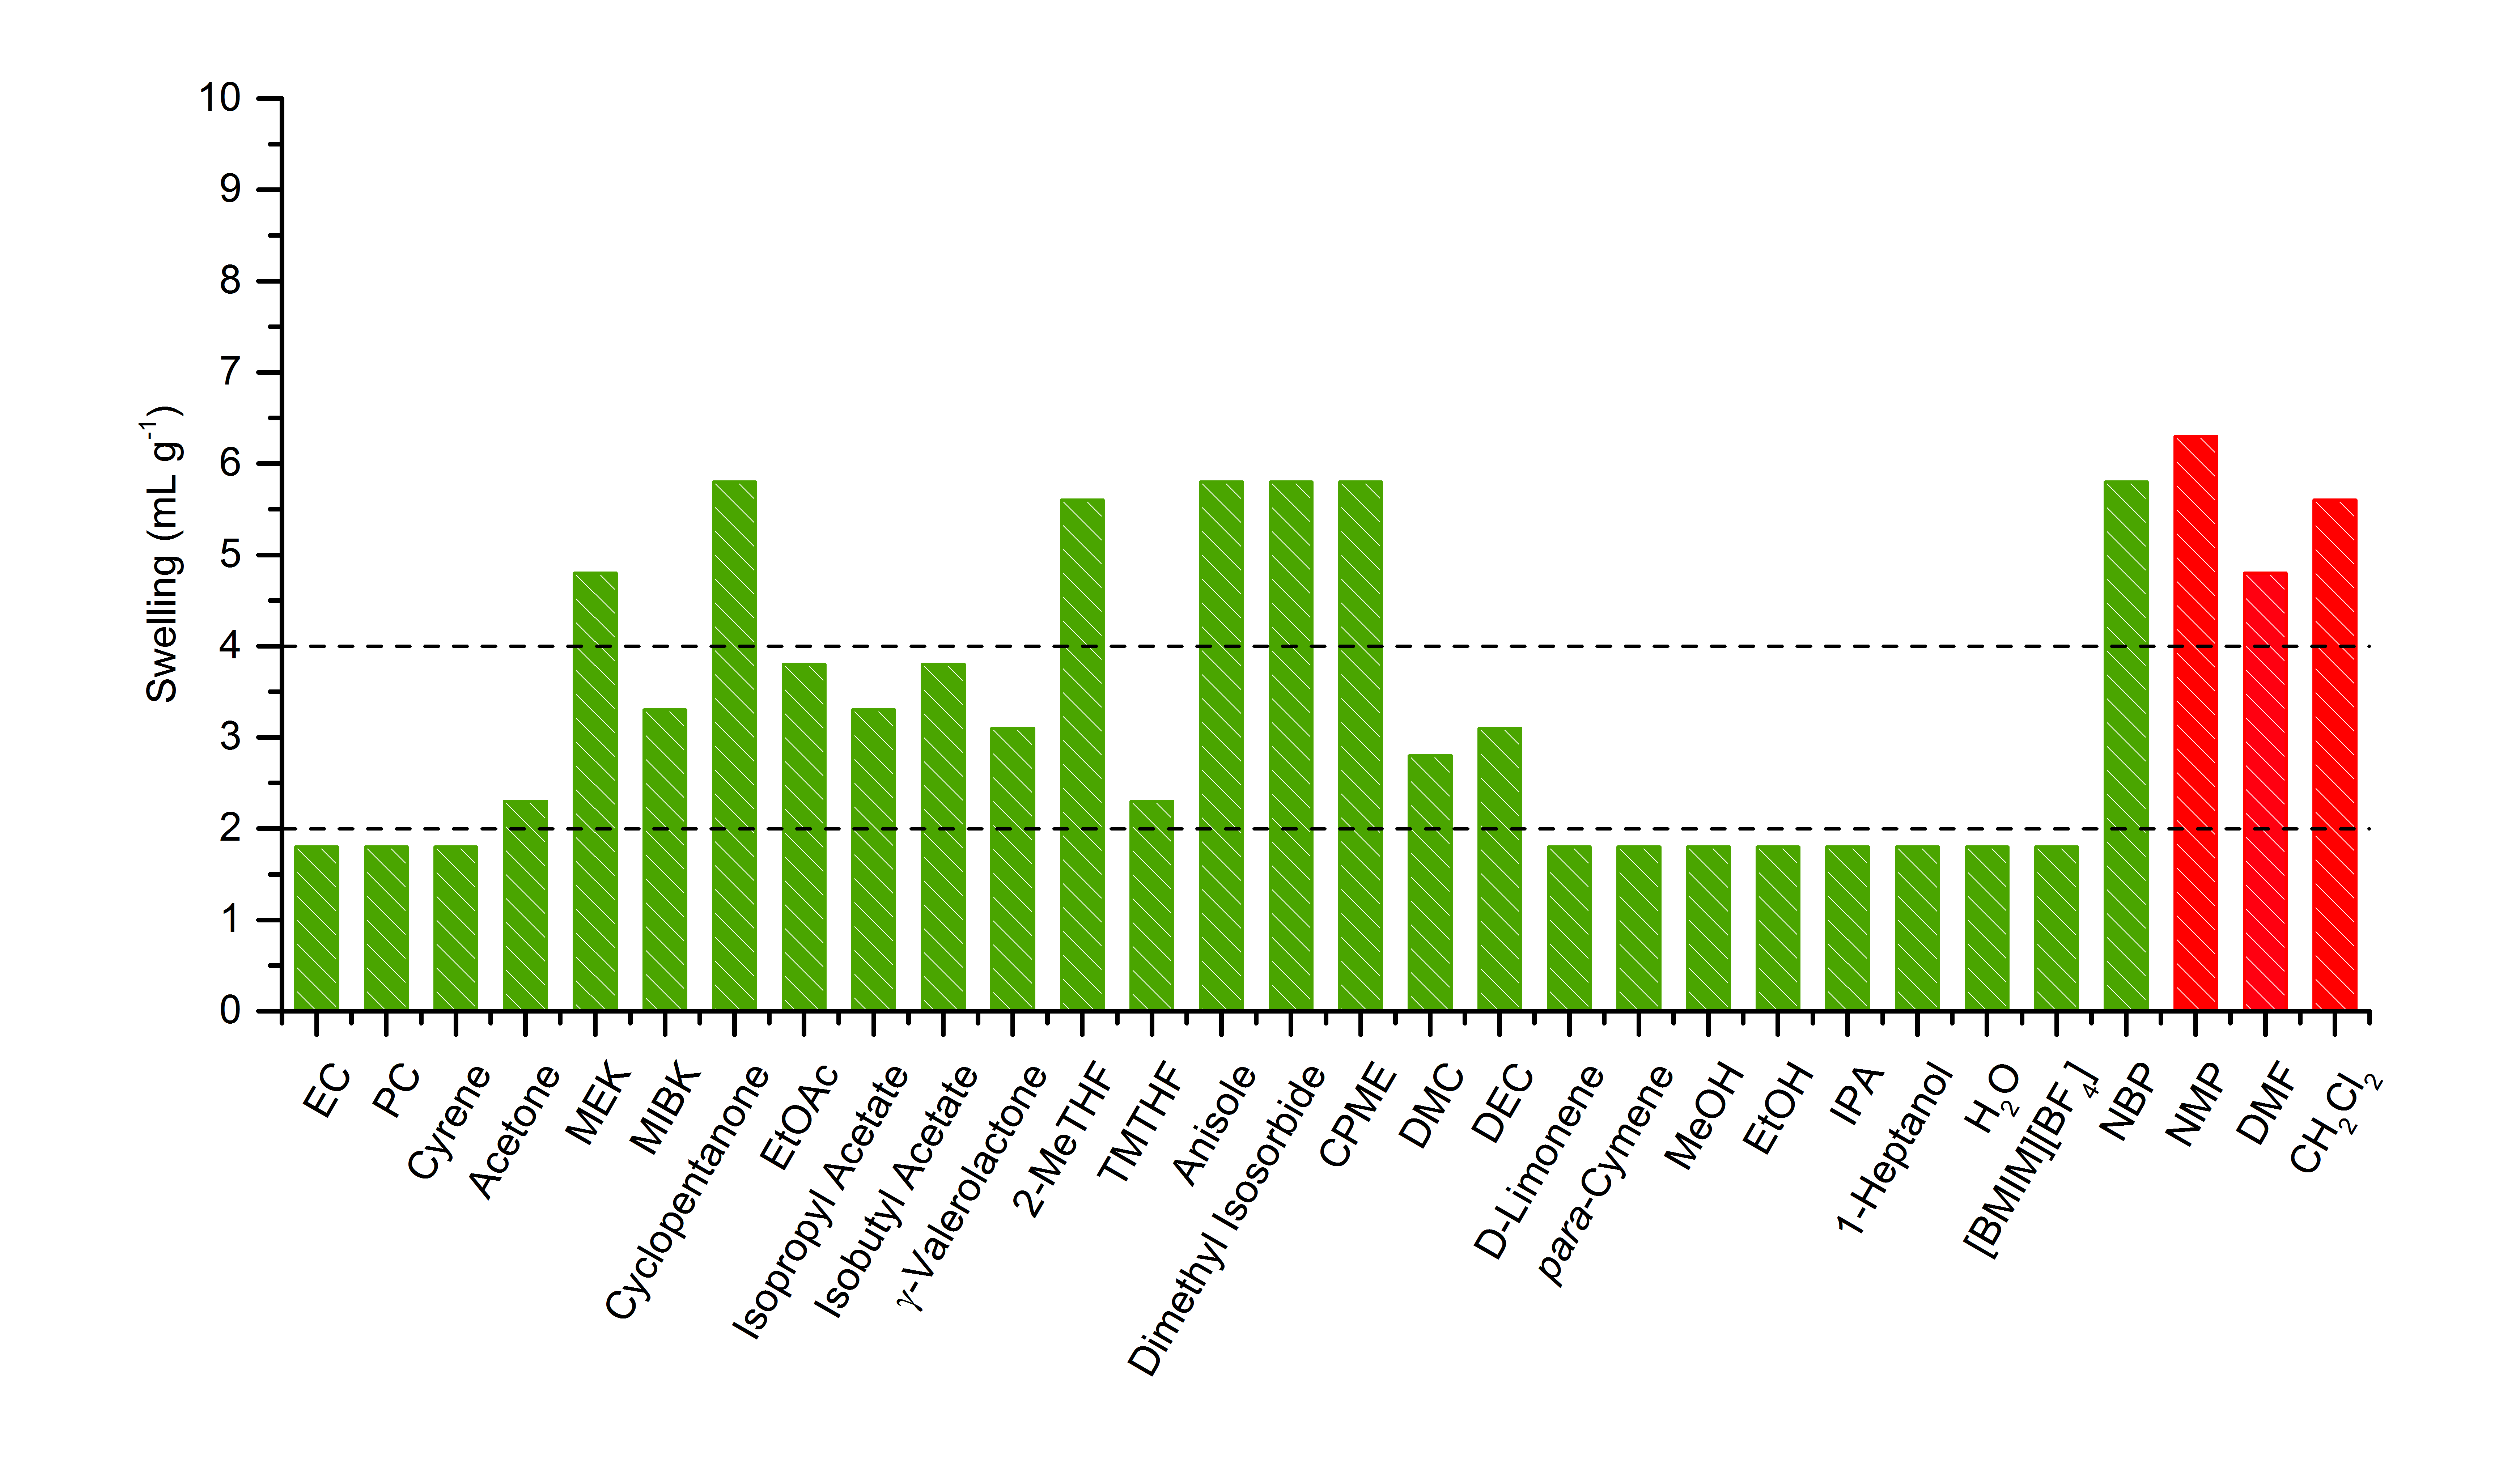 10
9
8
7
6
5
4
3
2
1
0
Swelling (mL g⁻¹)
EC
PC
Cyrene
Acetone
MEK
MIBK
Cyclopentanone
EtOAc
Isopropyl Acetate
Isobutyl Acetate
γ-Valerolactone
2-MeTHF
TMTHF
Anisole
Dimethyl Isosorbide
CPME
DMC
DEC
D-Limonene
para-Cymene
MeOH
EtOH
IPA
1-Heptanol
H₂O
[BMIM][BF₄]
NBP
NMP
DMF
CH₂Cl₂